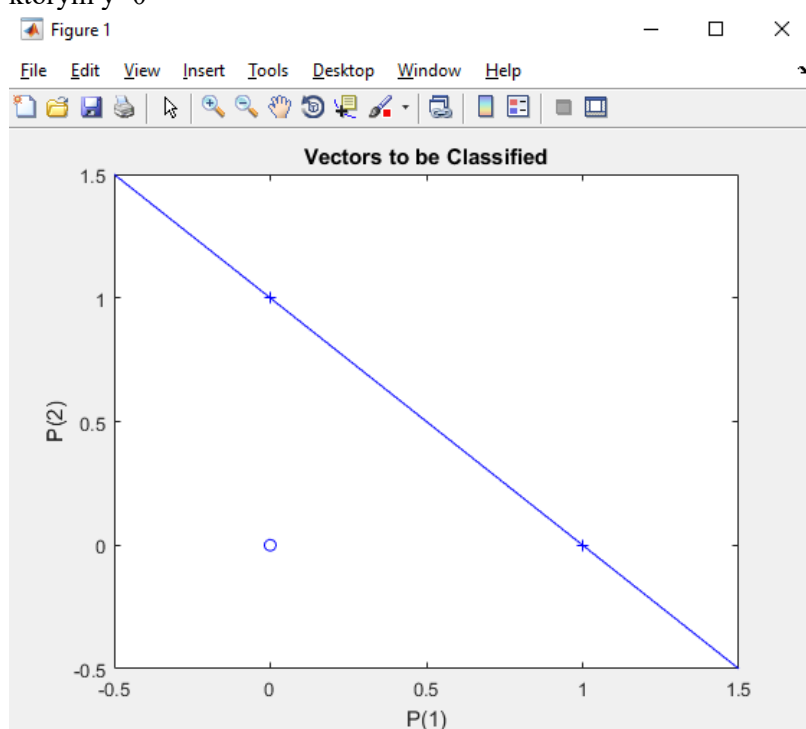 Figure 1
File Edit View Insert Tools Desktop Window Help
Vectors to be Classified
1.5
1
0.5
0
-0.5
P(2)
-0.5 0 0.5 1 1.5
P(1)